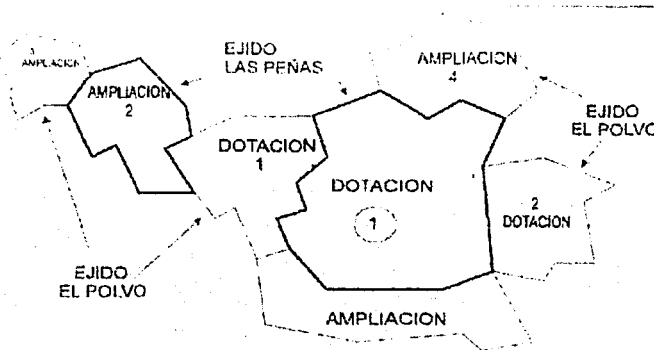 AMPLIACION
EJIDO
LAS PEÑAS
AMPLIACION
4
AMPLIACION
2
EJIDO
EL POLVO
DOTACION
1
DOTACION
1
2
DOTACION
EJIDO
EL POLVO
AMPLIACION